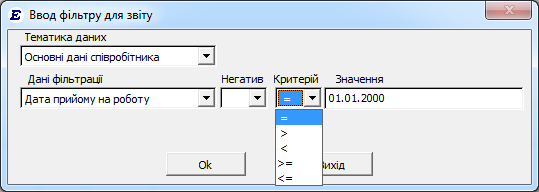 E Ввод фільтру для звіту
Тематика даних
Основні дані співробітника
Дані фільтрації Негатив Критерій Значення
Дата прийому на роботу = 01.01.2000
=
>
<
>=
<=
Ok